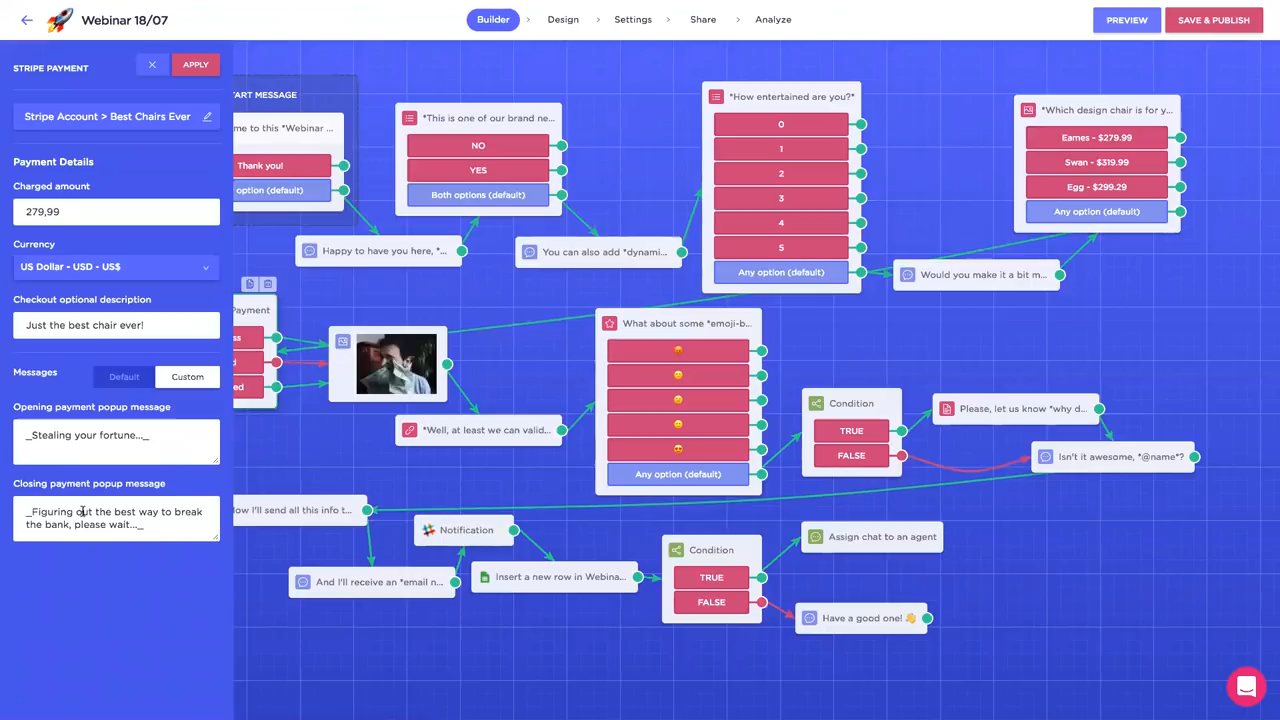 Webinar 18/07
Builder
Design
Settings
Share
Analyze
PREVIEW
SAVE & PUBLISH
STRIPE PAYMENT
APPLY
Stripe Account > Best Chairs Ever
Payment Details
Charged amount
279,99
Currency
US Dollar - USD - US$
Checkout optional description
Just the best chair ever!
Messages
Default
Custom
Opening payment popup message
_Stealing your fortune..._
Closing payment popup message
_Figuring out the best way to break
the bank, please wait..._
TART MESSAGE
me to this *Webinar ...
Thank you!
option (default)
Happy to have you here, *...
*This is one of our brand ne...
NO
YES
Both options (default)
You can also add *dynami...
*How entertained are you?*
0
1
2
3
4
5
Any option (default)
Would you make it a bit m...
*Which design chair is for y...
Eames - $279.99
Swan - $319.99
Egg - $299.29
Any option (default)
Payment
*Well, at least we can valid...
What about some *emoji-b...
Any option (default)
Condition
TRUE
FALSE
Please, let us know *why d...
Isn't it awesome, *@name*?
I'll send all this info t...
And I'll receive an *email n...
Notification
Insert a new row in Webina...
Condition
TRUE
FALSE
Assign chat to an agent
Have a good one! 👋